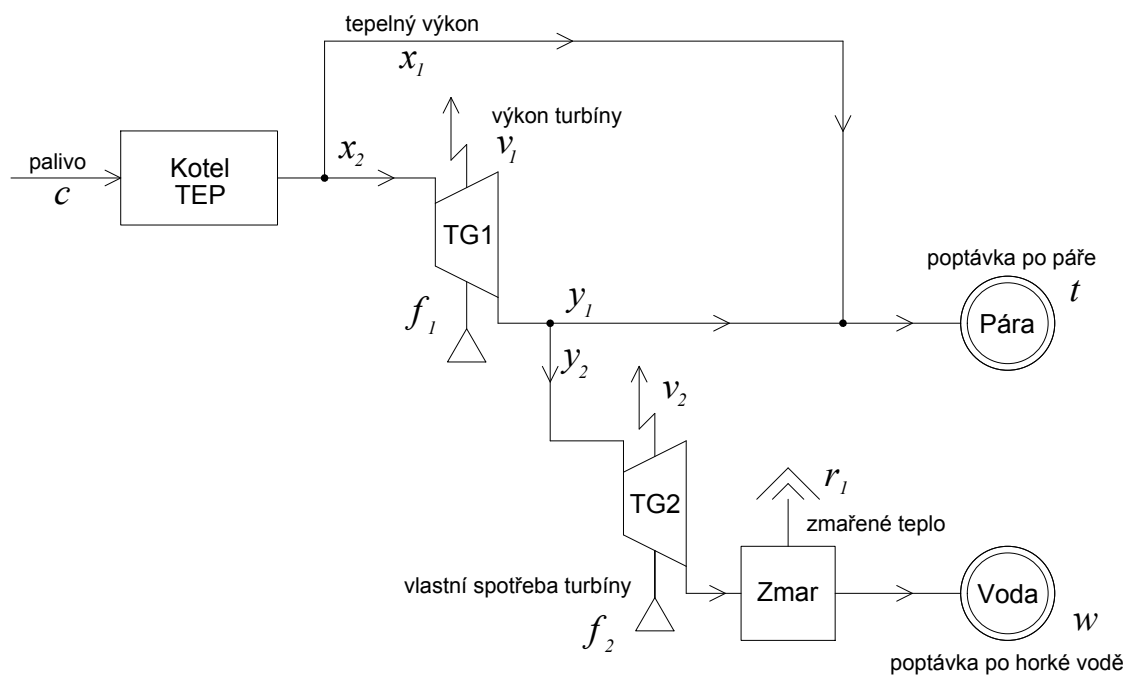 tepelný výkon
x1
výkon turbíny
v1
palivo
c
Kotel
TEP
x2
TG1
f1
y1
poptávka po páře
t
Pára
y2
v2
TG2
r1
zmařené teplo
vlastní spotřeba turbíny
f2
Zmar
Voda
w
poptávka po horké vodě